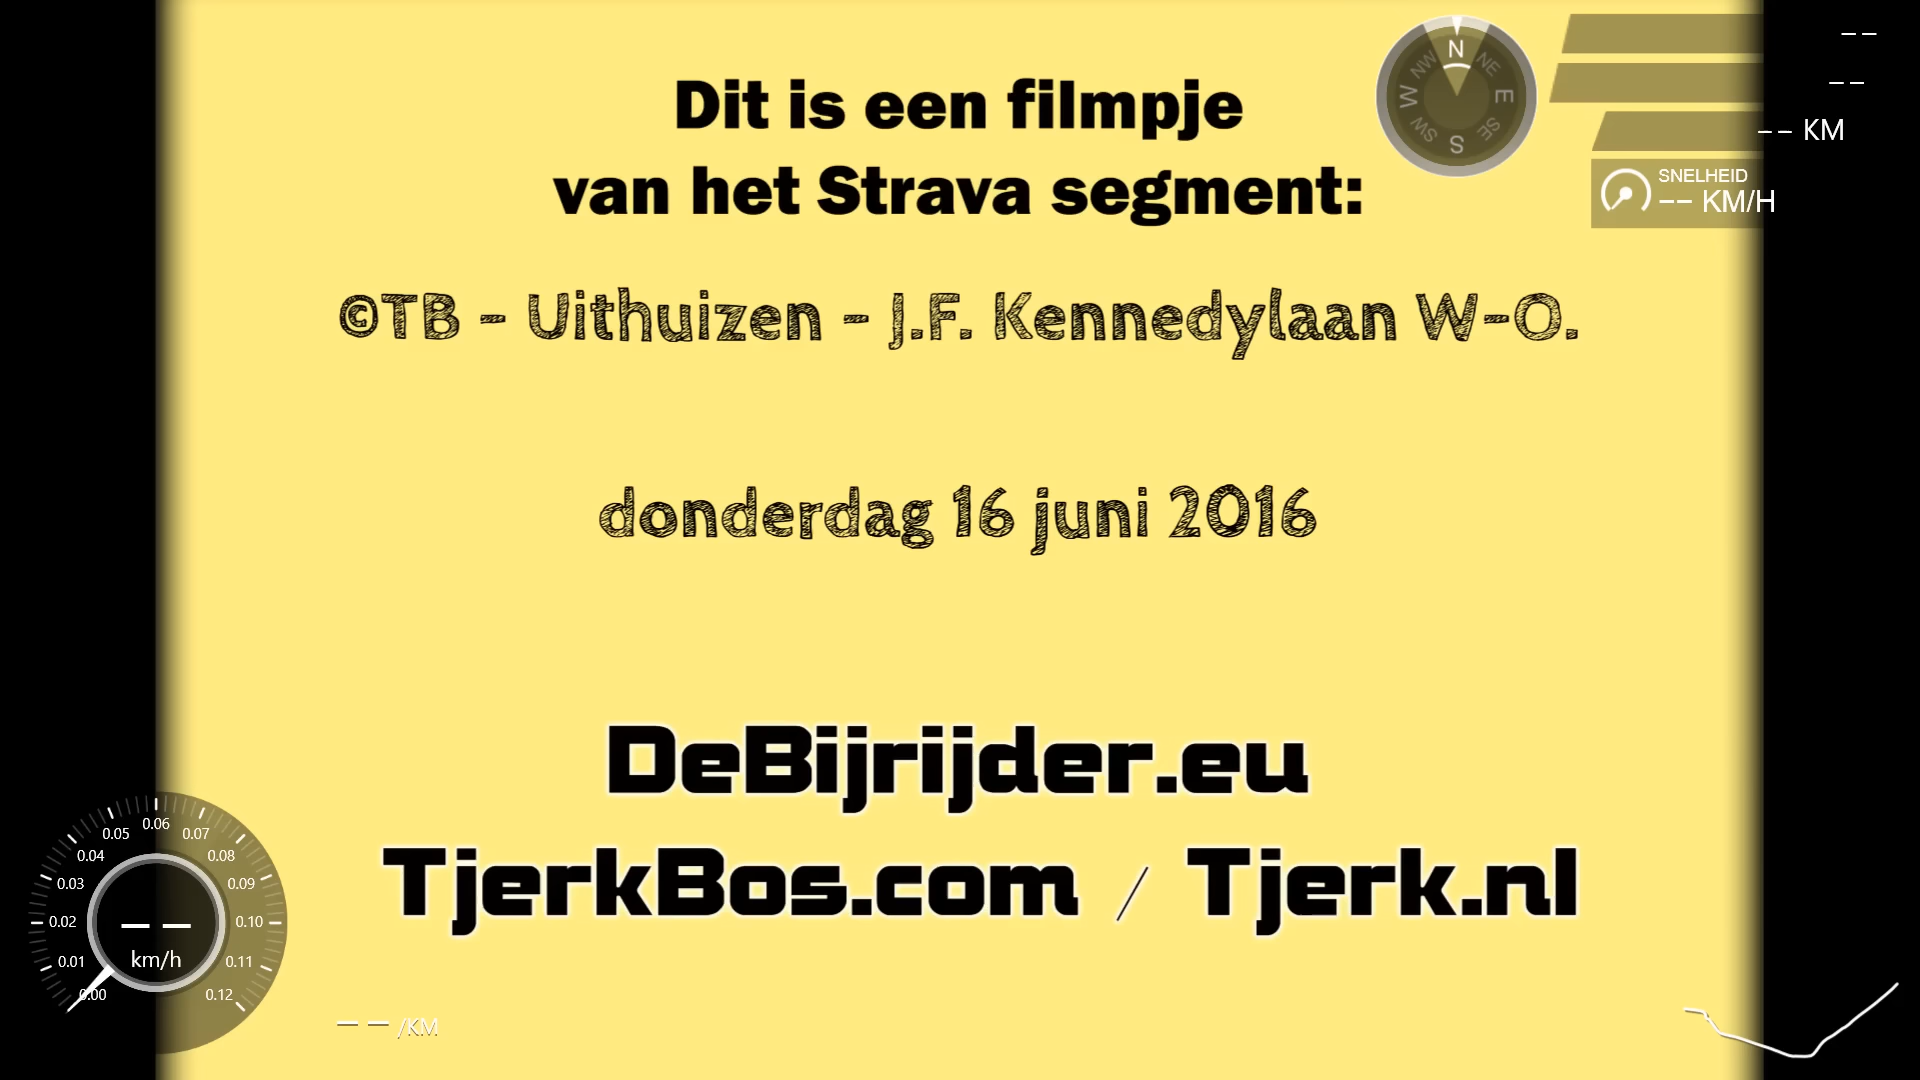 Dit is een filmpje
van het Strava segment:
©TB - Uithuizen - J.F. Kennedylaan W-O.
donderdag 16 juni 2016
DeBijrijder.eu
TjerkBos.com / Tjerk.nl
N
NE
E
SE
S
SW
W
NW
--
--
-- KM
SNELHEID
-- KM/H
0.00
0.01
0.02
0.03
0.04
0.05
0.06
0.07
0.08
0.09
0.10
0.11
0.12
--
km/h
-- /KM